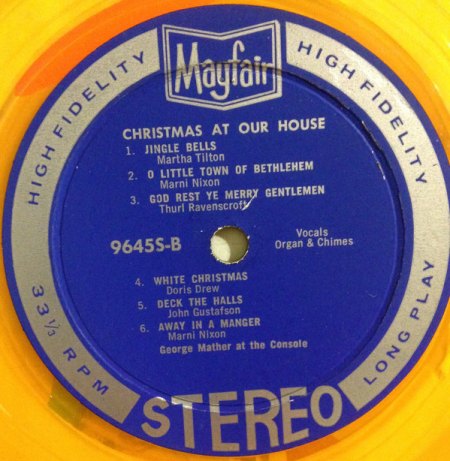 Mayfair
HIGH FIDELITY
HIGH FIDELITY
CHRISTMAS AT OUR HOUSE
1. JINGLE BELLS
Martha Tilton
2. O LITTLE TOWN OF BETHLEHEM
Marni Nixon
3. GOD REST YE MERRY GENTLEMEN
Thurl Ravenscroft
9645S-B
Vocals
Organ & Chimes
4. WHITE CHRISTMAS
Doris Drew
5. DECK THE HALLS
John Gustafson
6. AWAY IN A MANGER
Marni Nixon
George Mather at the Console
33⅓ RPM
LONG PLAY
STEREO